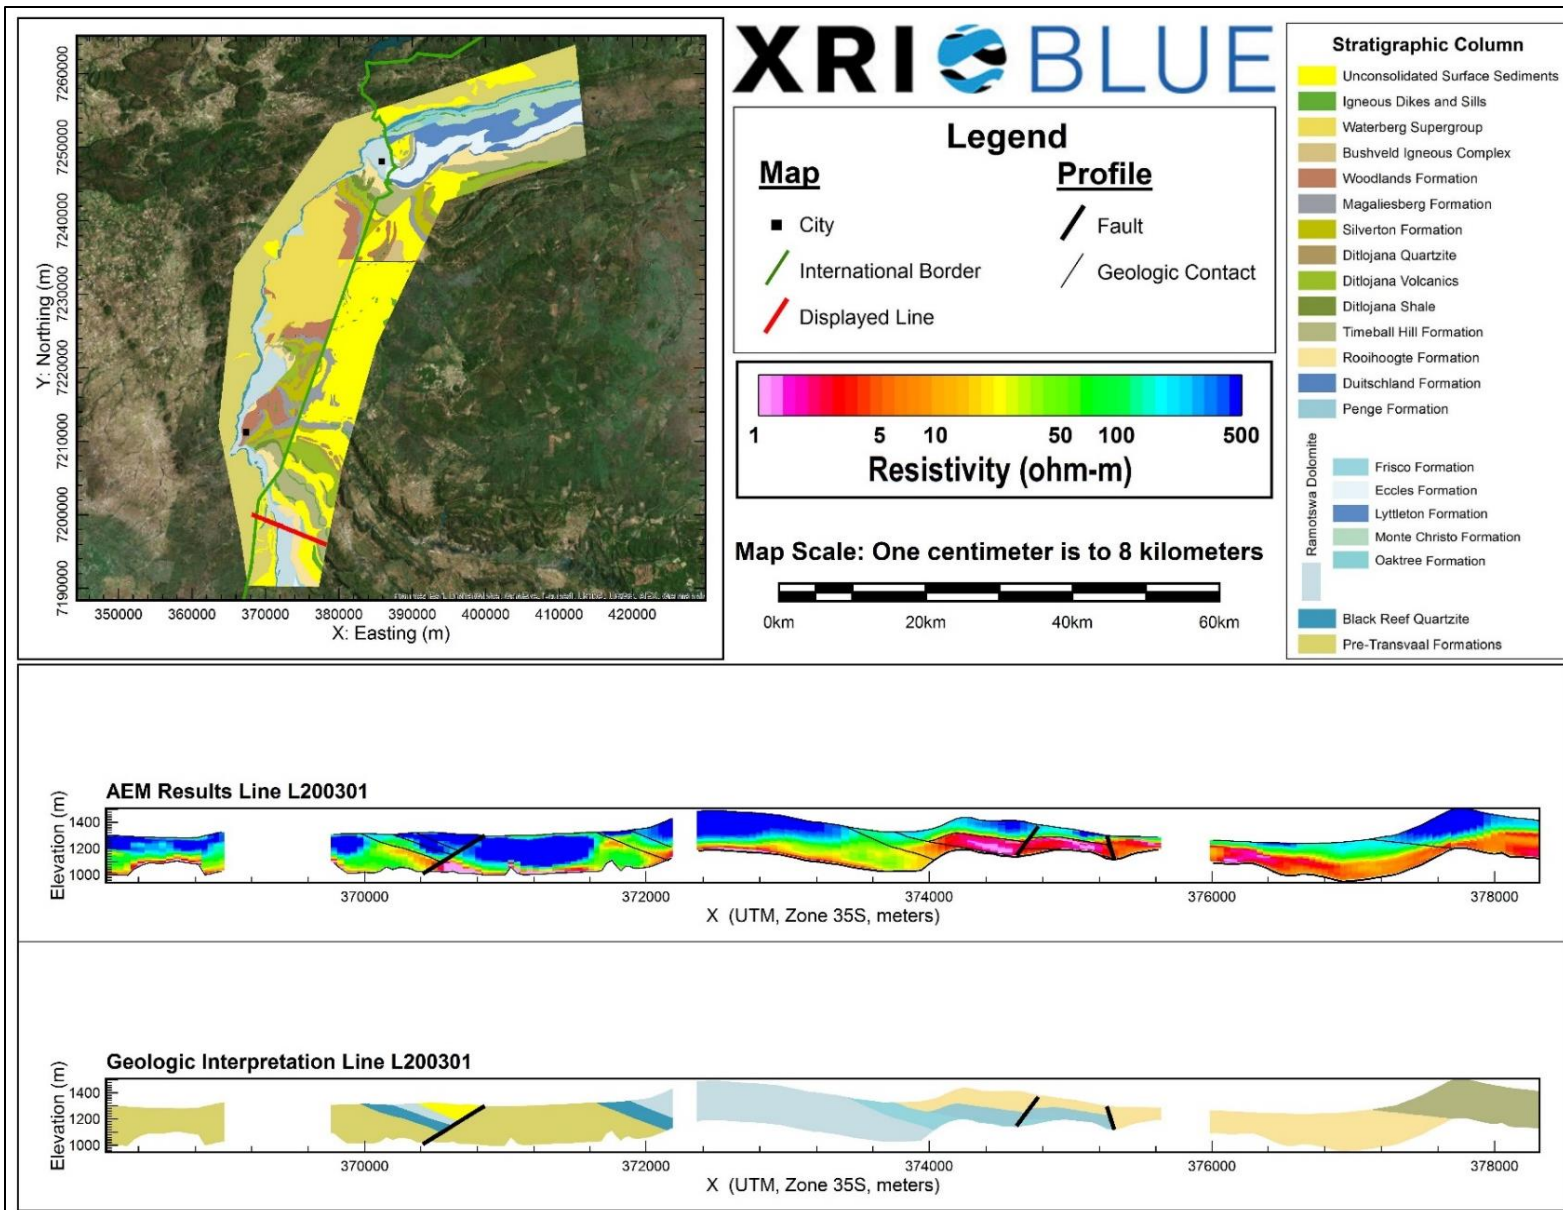 7260000
7250000
7240000
7230000
7220000
7210000
7200000
7190000
Y: Northing (m)
350000 360000 370000 380000 390000 400000 410000 420000
X: Easting (m)
XRI BLUE
Legend
Map
City
International Border
Displayed Line
Profile
Fault
Geologic Contact
1 5 10 50 100 500
Resistivity (ohm-m)
Map Scale: One centimeter is to 8 kilometers
0km 20km 40km 60km
Stratigraphic Column
Unconsolidated Surface Sediments
Igneous Dikes and Sills
Waterberg Supergroup
Bushveld Igneous Complex
Woodlands Formation
Magaliesberg Formation
Silverton Formation
Ditlojana Quartzite
Ditlojana Volcanics
Ditlojana Shale
Timeball Hill Formation
Rooihoogte Formation
Duitschland Formation
Penge Formation
Ramotswa Dolomite
Frisco Formation
Eccles Formation
Lyttleton Formation
Monte Christo Formation
Oaktree Formation
Black Reef Quartzite
Pre-Transvaal Formations
AEM Results Line L200301
Elevation (m)
1400
1200
1000
370000 372000 374000 376000 378000
X (UTM, Zone 35S, meters)
Geologic Interpretation Line L200301
Elevation (m)
1400
1200
1000
370000 372000 374000 376000 378000
X (UTM, Zone 35S, meters)